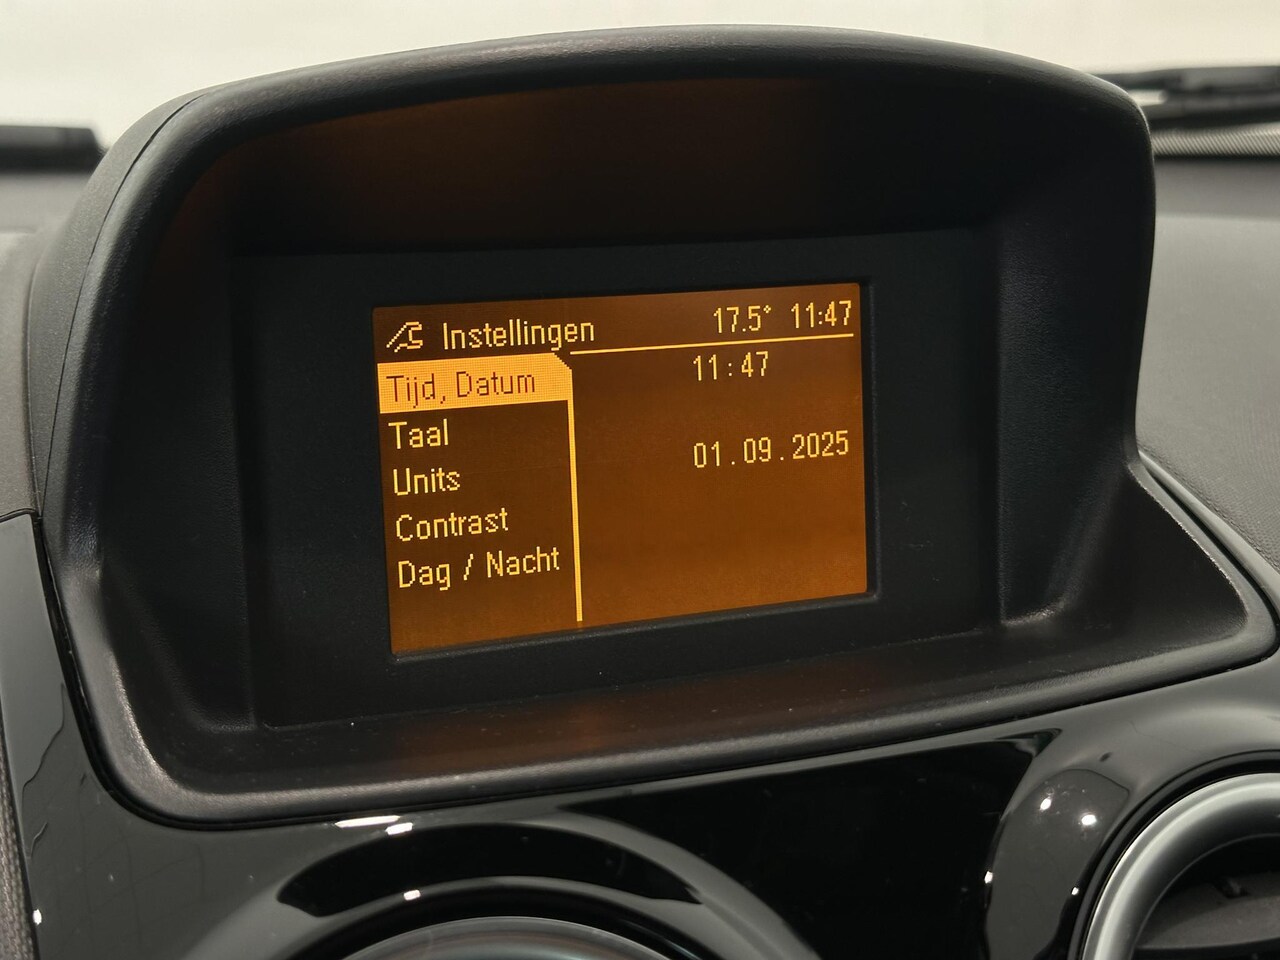 Instellingen 17.5° 11:47
Tijd, Datum 11:47
Taal 01.09.2025
Units
Contrast
Dag / Nacht